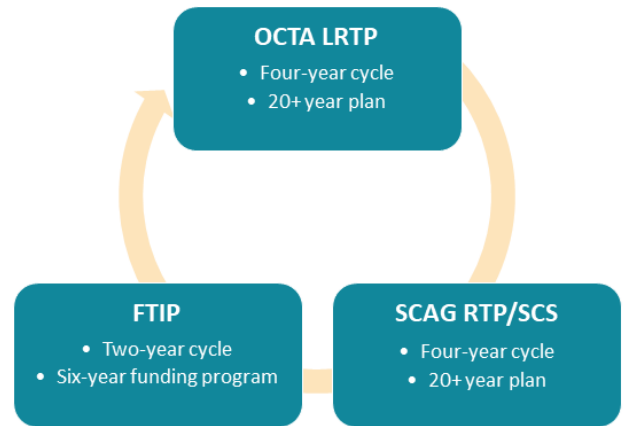 OCTA LRTP
• Four-year cycle
• 20+ year plan
FTIP
• Two-year cycle
• Six-year funding program
SCAG RTP/SCS
• Four-year cycle
• 20+ year plan